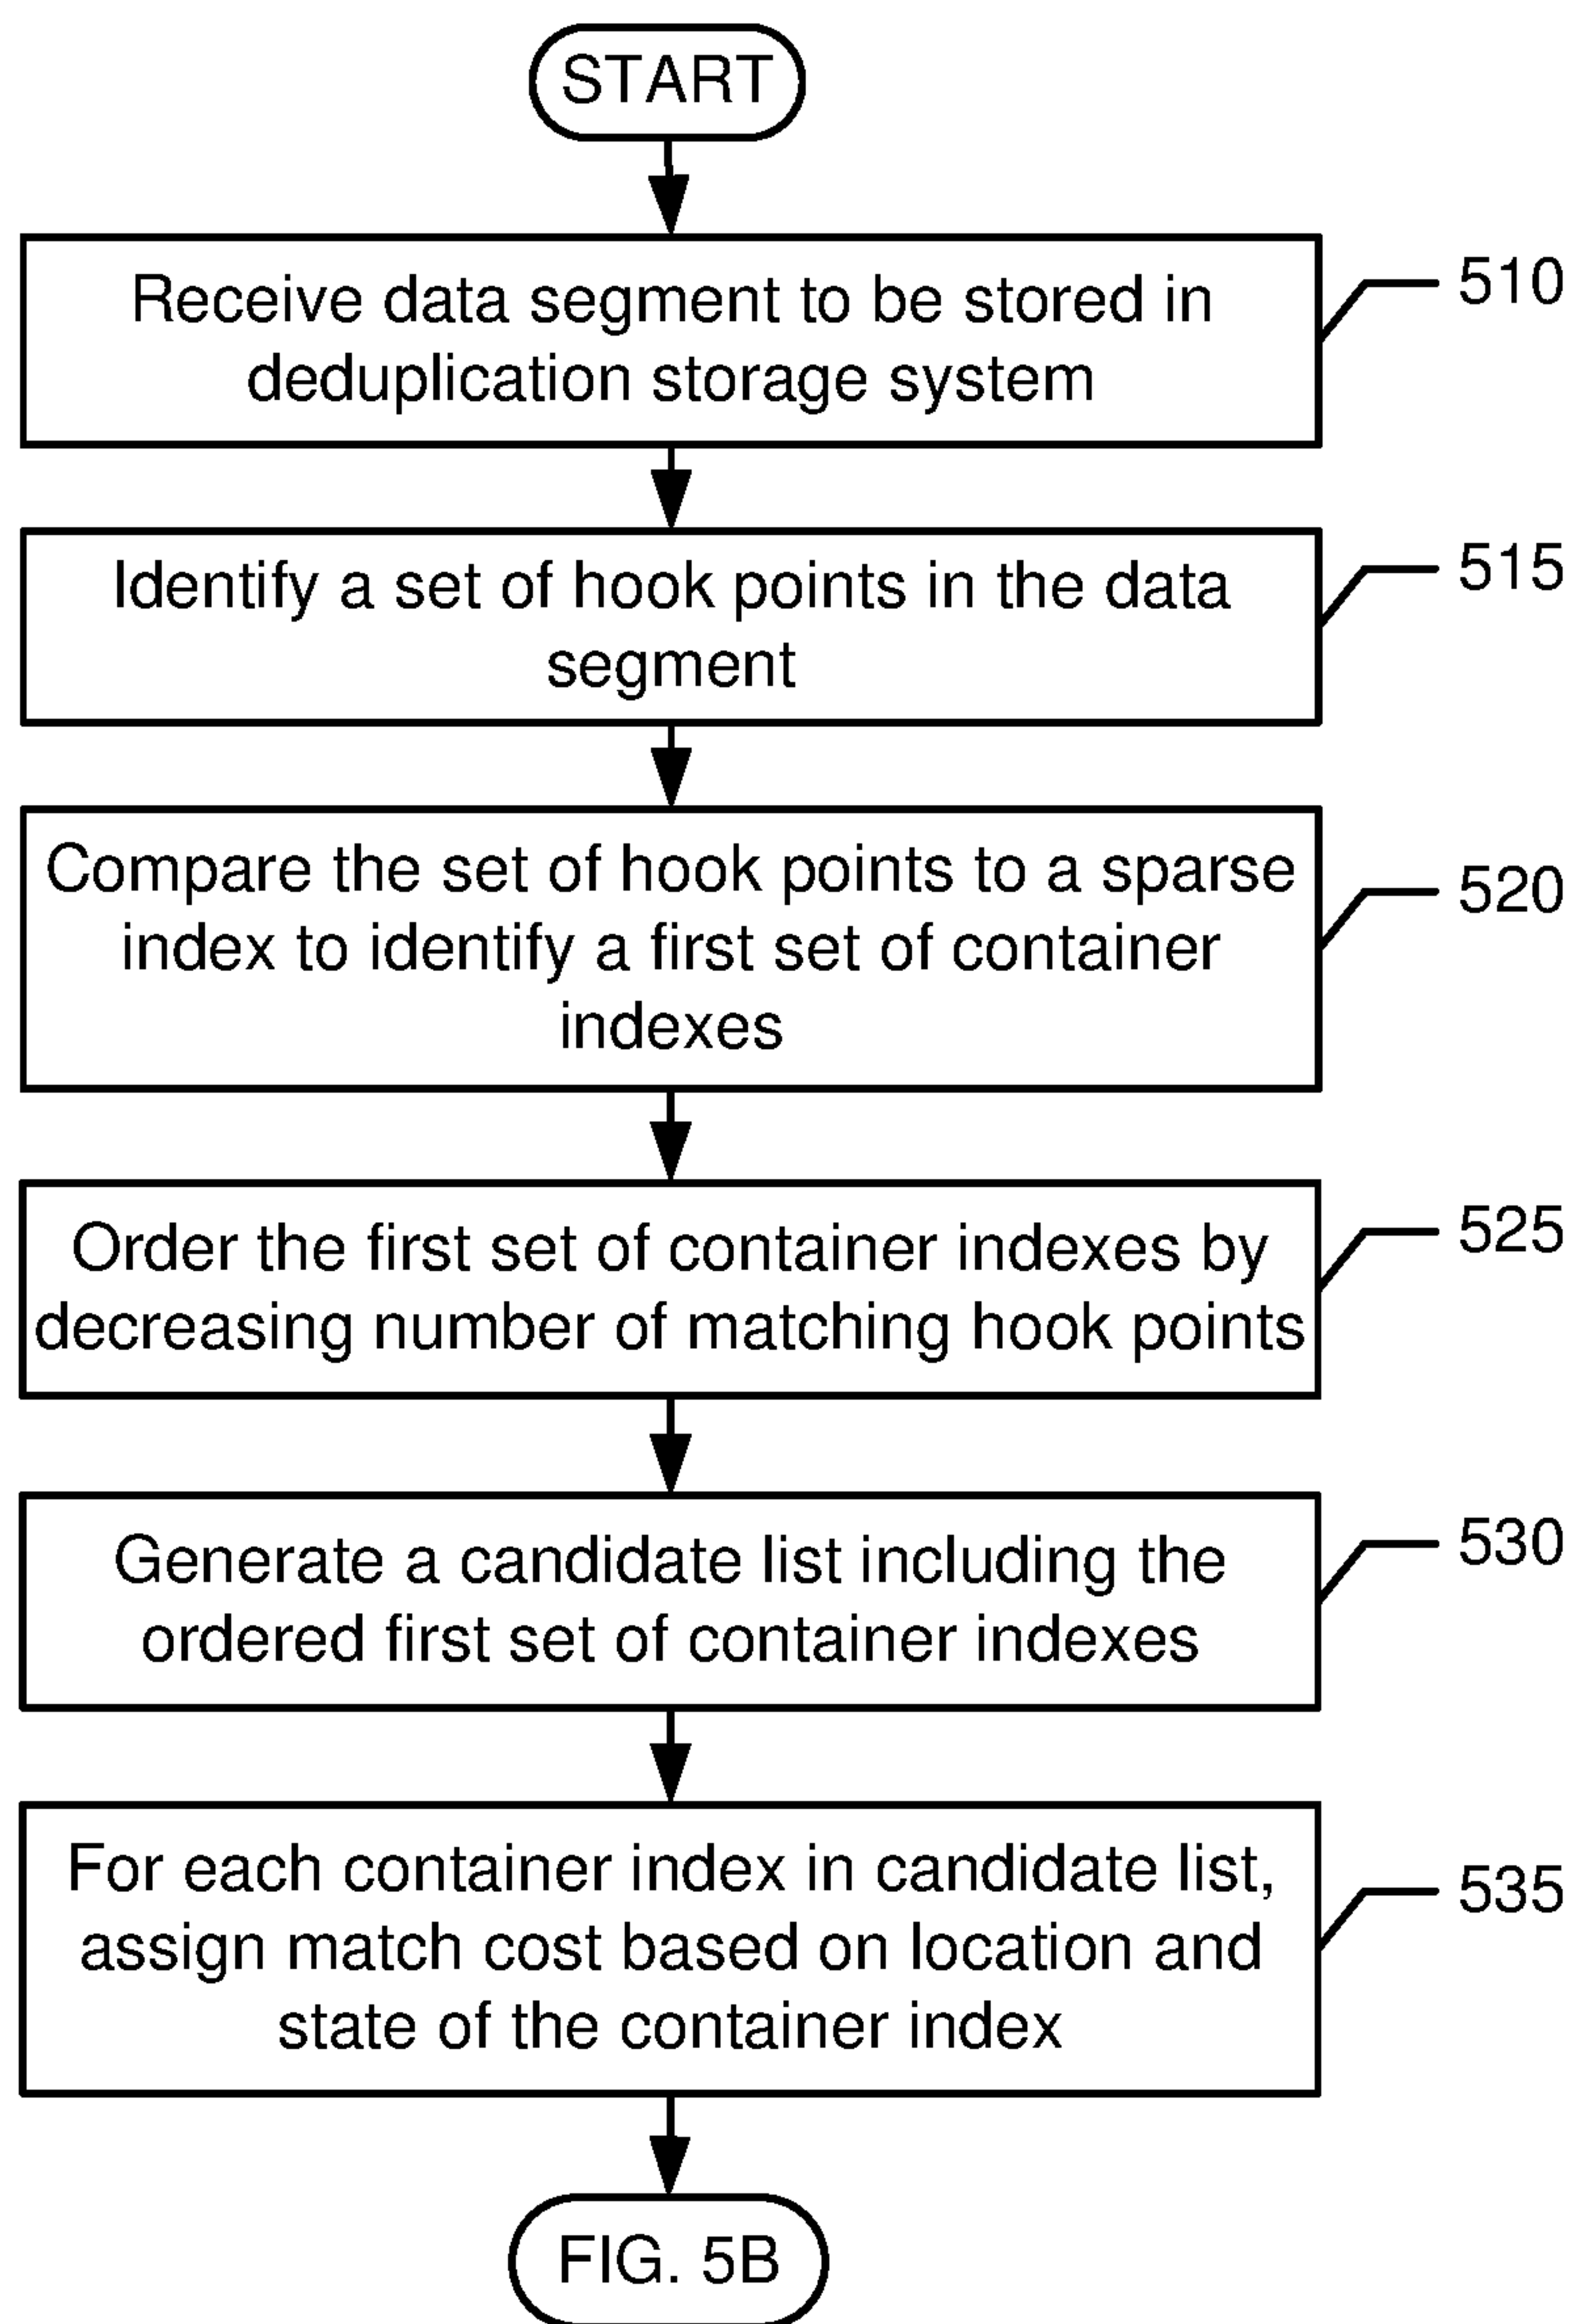 START
Receive data segment to be stored in
deduplication storage system
510
Identify a set of hook points in the data
segment
515
Compare the set of hook points to a sparse
index to identify a first set of container
indexes
520
Order the first set of container indexes by
decreasing number of matching hook points
525
Generate a candidate list including the
ordered first set of container indexes
530
For each container index in candidate list,
assign match cost based on location and
state of the container index
535
FIG. 5B